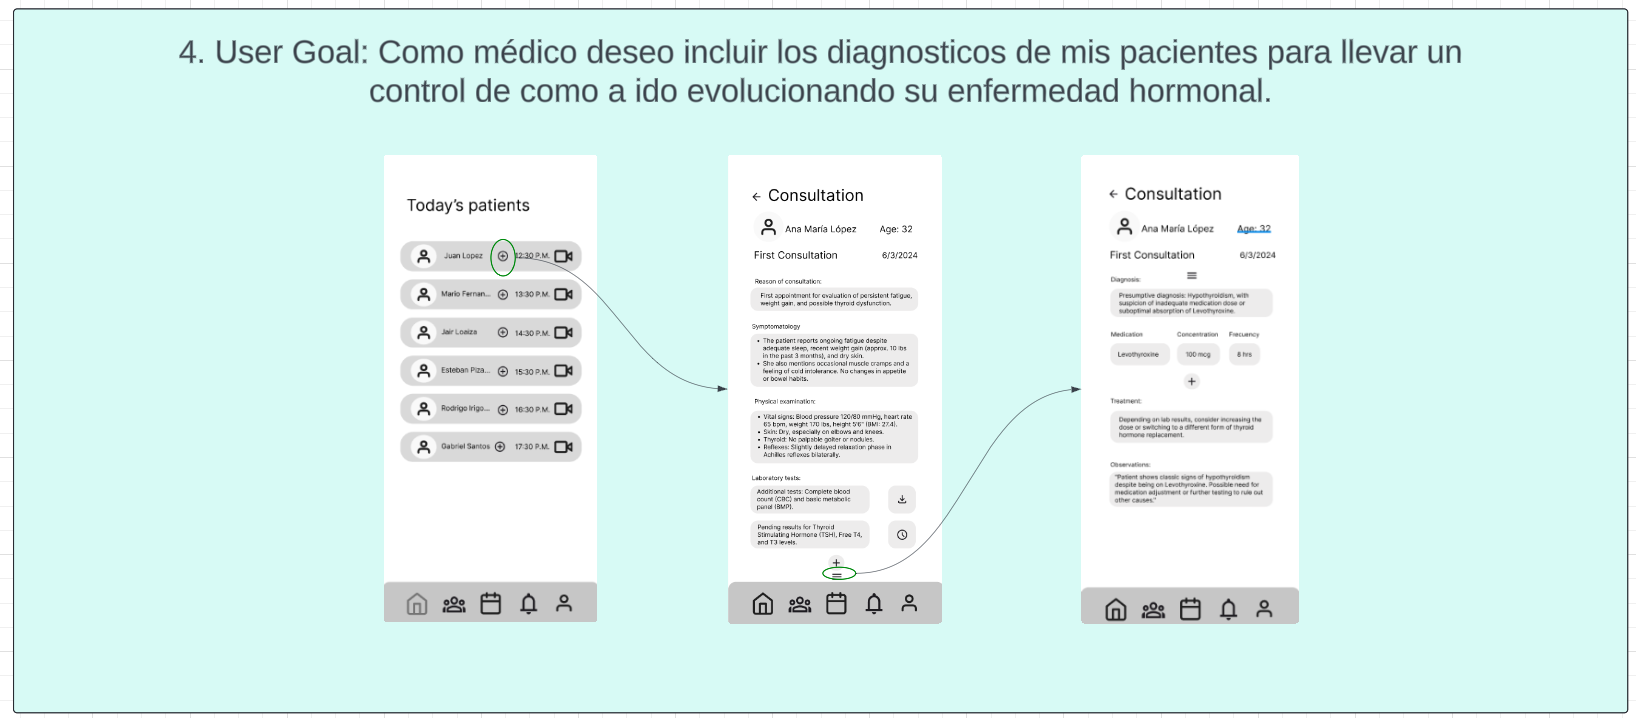 4. User Goal: Como médico deseo incluir los diagnosticos de mis pacientes para llevar un
control de como a ido evolucionando su enfermedad hormonal.
Today's patients
Juan Lopez 12:30 P.M.
Mario Fernan... 13:30 P.M.
Jair Loaiza 14:30 P.M.
Esteban Piza... 15:30 P.M.
Rodrigo Irigo... 16:30 P.M.
Gabriel Santos 17:30 P.M.
Consultation
Ana María López Age: 32
First Consultation 6/3/2024
Reason of consultation:
First appointment for evaluation of persistent fatigue,
weight gain, and possible thyroid dysfunction.
Symptomatology
• The patient reports ongoing fatigue despite
adequate sleep, recent weight gain (approx. 10 lbs
in the past 3 months), and dry skin.
• She also mentions occasional muscle cramps and a
feeling of cold intolerance. No changes in appetite
or bowel habits.
Physical examination:
• Vital signs: Blood pressure 120/80 mmHg, heart rate
65 bpm, weight 170 lbs, height 5'6" (BMI: 27.4).
• Skin: Dry, especially on elbows and knees.
• Thyroid: No palpable goiter or nodules.
• Reflexes: Slightly delayed relaxation phase in
Achilles reflexes bilaterally.
Laboratory tests:
Additional tests: Complete blood
count (CBC) and basic metabolic
panel (BMP).
Pending results for Thyroid
Stimulating Hormone (TSH), Free T4,
and T3 levels.
Consultation
Ana María López Age: 32
First Consultation 6/3/2024
Diagnosis:
Presumptive diagnosis: Hypothyroidism, with
suspicion of inadequate medication dose or
suboptimal absorption of Levothyroxine.
Medication Concentration Frecuency
Levothyroxine 100 mcg 8 hrs
Treatment:
Depending on lab results, consider increasing the
dose or switching to a different form of thyroid
hormone replacement.
Observations:
"Patient shows classic signs of hypothyroidism
despite being on Levothyroxine. Possible need for
medication adjustment or further testing to rule out
other causes."